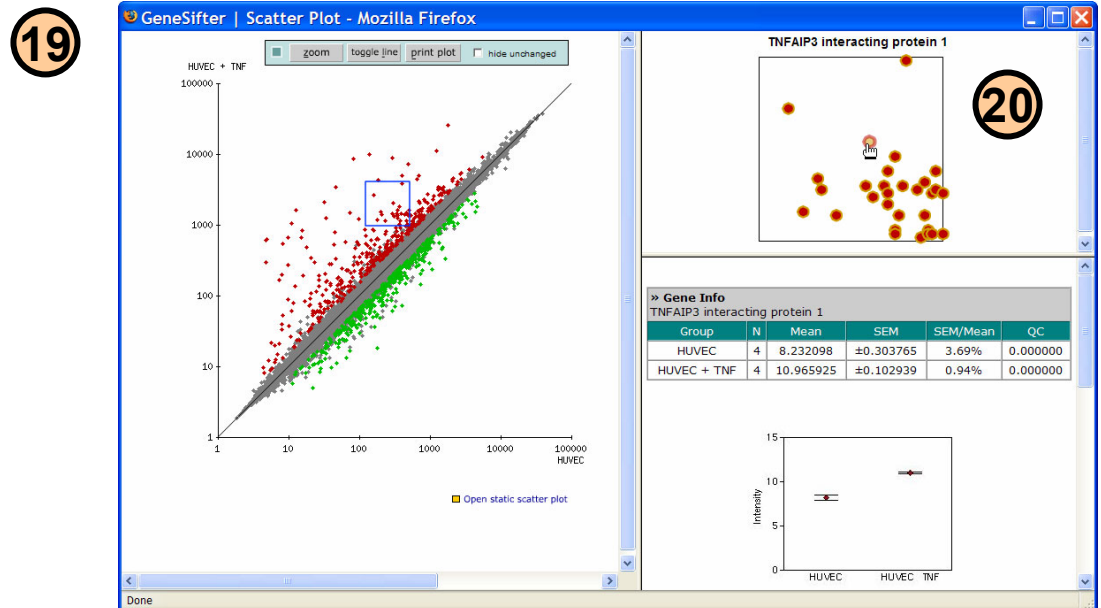 19
GeneSifter | Scatter Plot - Mozilla Firefox
zoom toggle line print plot hide unchanged
HUVEC + TNF
100000
10000
1000
100
10
1
1 10 100 1000 10000 100000
HUVEC
Open static scatter plot
TNFAIP3 interacting protein 1
20
» Gene Info
TNFAIP3 interacting protein 1
Group N Mean SEM SEM/Mean QC
HUVEC 4 8.232098 ±0.303765 3.69% 0.000000
HUVEC + TNF 4 10.965925 ±0.102939 0.94% 0.000000
15
10
5
0
Intensity
HUVEC HUVEC TNF
Done